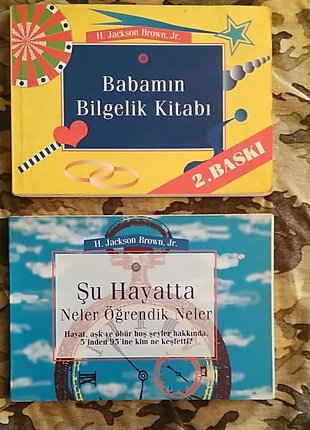 H. Jackson Brown, Jr.
Babamın
Bilgelik Kitabı
2. BASKI
H. Jackson Brown, Jr.
Şu Hayatta
Neler Öğrendik Neler
Hayat, aşk ve öbür hoş şeyler hakkında,
5'inden 95'ine kim ne keşfetti?